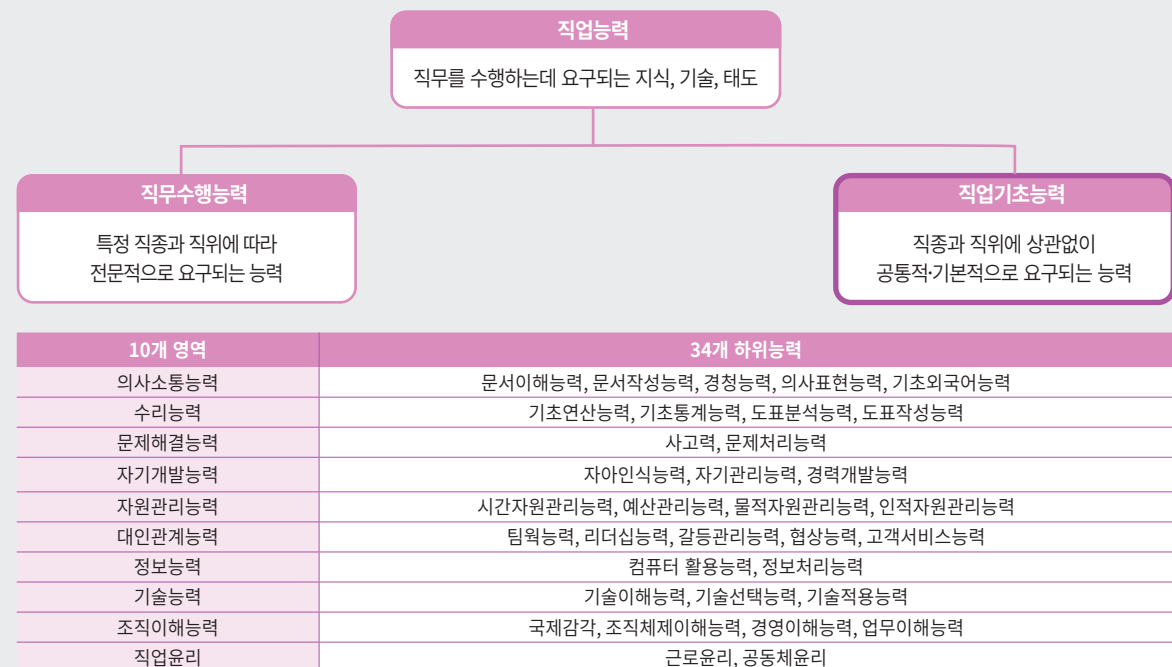 직업능력
직무를 수행하는데 요구되는 지식, 기술, 태도
직무수행능력
특정 직종과 직위에 따라
전문적으로 요구되는 능력
직업기초능력
직종과 직위에 상관없이
공통적·기본적으로 요구되는 능력
10개 영역 34개 하위능력
의사소통능력 문서이해능력, 문서작성능력, 경청능력, 의사표현능력, 기초외국어능력
수리능력 기초연산능력, 기초통계능력, 도표분석능력, 도표작성능력
문제해결능력 사고력, 문제처리능력
자기개발능력 자아인식능력, 자기관리능력, 경력개발능력
자원관리능력 시간자원관리능력, 예산관리능력, 물적자원관리능력, 인적자원관리능력
대인관계능력 팀웍능력, 리더십능력, 갈등관리능력, 협상능력, 고객서비스능력
정보능력 컴퓨터 활용능력, 정보처리능력
기술능력 기술이해능력, 기술선택능력, 기술적용능력
조직이해능력 국제감각, 조직체제이해능력, 경영이해능력, 업무이해능력
직업윤리 근로윤리, 공동체윤리